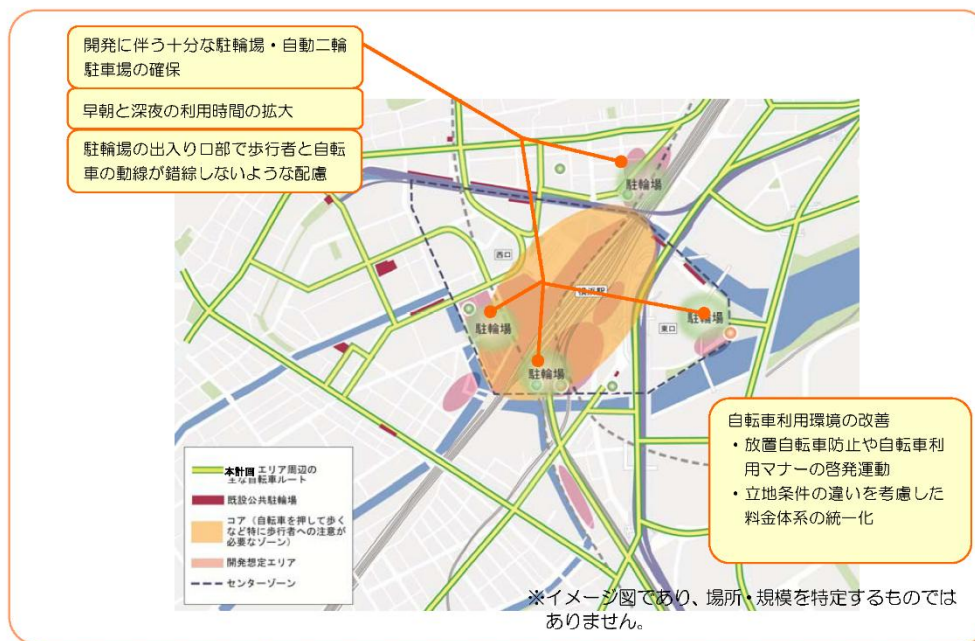 開発に伴う十分な駐輪場・自動二輪
駐車場の確保
早朝と深夜の利用時間の拡大
駐輪場の出入り口部で歩行者と自転
車の動線が錯綜しないような配慮
駐輪場
西口
横浜駅
駐輪場
東口
駐輪場
駐輪場
自転車利用環境の改善
・放置自転車防止や自転車利
用マナーの啓発運動
・立地条件の違いを考慮した
料金体系の統一化
本計画エリア周辺の
主な自転車ルート
既設公共駐輪場
コア（自転車を押して歩く
など特に歩行者への注意が
必要なゾーン）
開発想定エリア
センターゾーン
※イメージ図であり、場所・規模を特定するものでは
ありません。